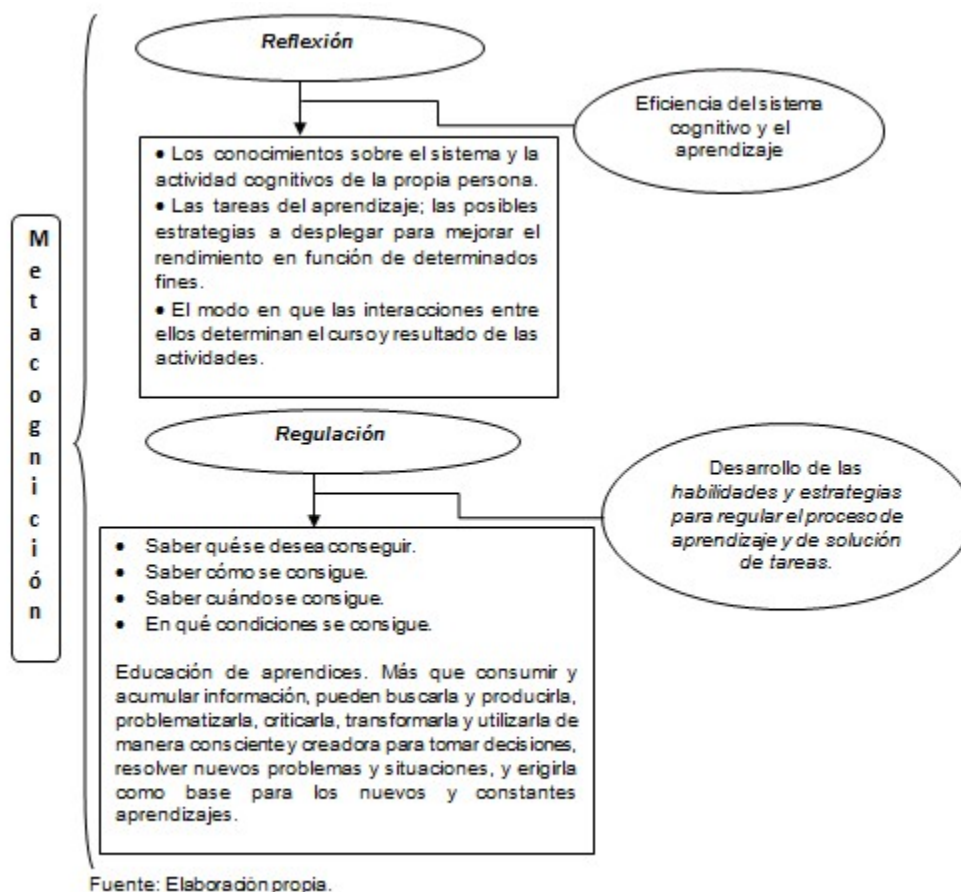 Metacognición
Reflexión
Eficiencia del sistema
cognitivo y el
aprendizaje
• Los conocimientos sobre el sistema y la
actividad cognitivos de la propia persona.
• Las tareas del aprendizaje; las posibles
estrategias a desplegar para mejorar el
rendimiento en función de determinados
fines.
• El modo en que las interacciones entre
ellos determinan el curso y resultado de las
actividades.
Regulación
Desarrollo de las
habilidades y estrategias
para regular el proceso de
aprendizaje y de solución
de tareas.
• Saber qué se desea conseguir.
• Saber cómo se consigue.
• Saber cuándo se consigue.
• En qué condiciones se consigue.
Educación de aprendices. Más que consumir y
acumular información, pueden buscarla y producirla,
problematizarla, criticarla, transformarla y utilizarla de
manera consciente y creadora para tomar decisiones,
resolver nuevos problemas y situaciones, y erigirla
como base para los nuevos y constantes
aprendizajes.
Fuente: Elaboración propia.